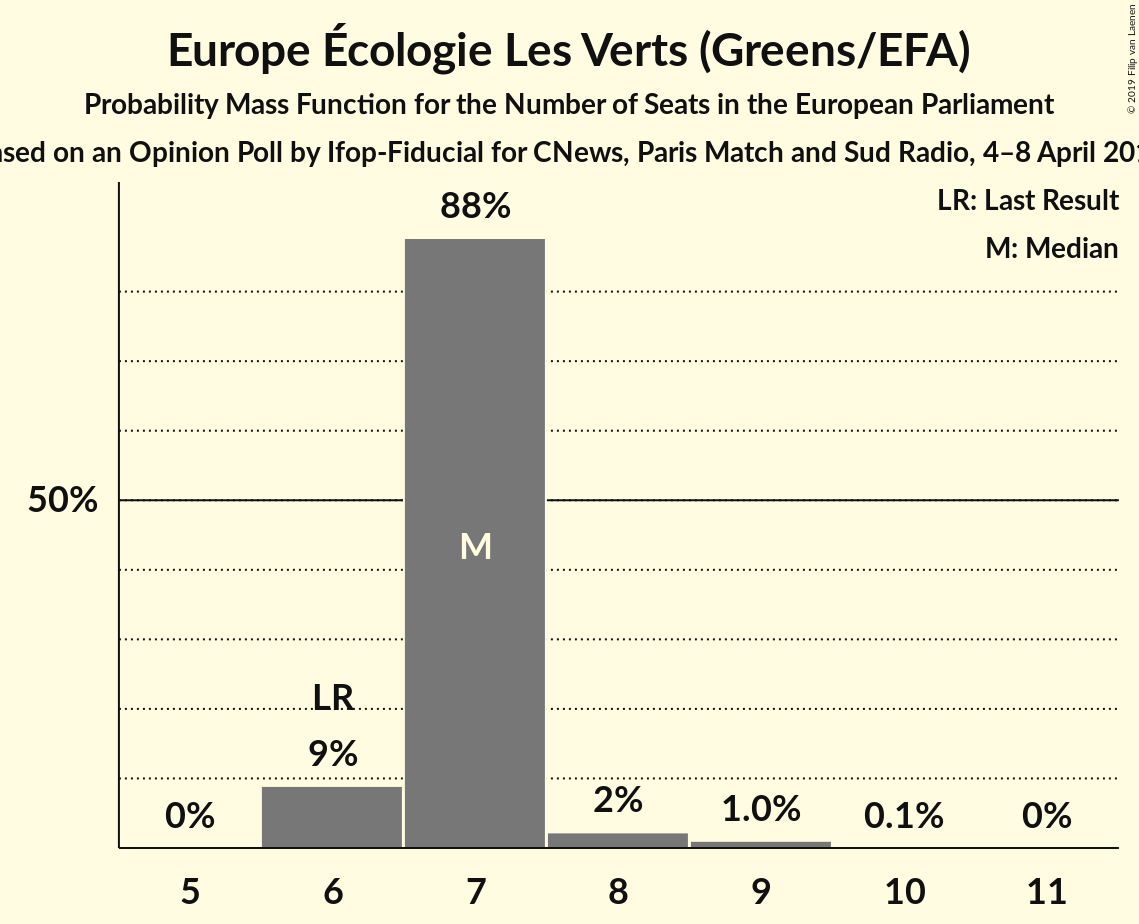 Europe Écologie Les Verts (Greens/EFA)
Probability Mass Function for the Number of Seats in the European Parliament
on an Opinion Poll by Ifop-Fiducial for CNews, Paris Match and Sud Radio, 4–8 April
© 2019 Filip van Laenen
LR: Last Result
M: Median
88%
50%
M
LR
9%
0%
2%
1.0%
0.1%
0%
5 6 7 8 9 10 11